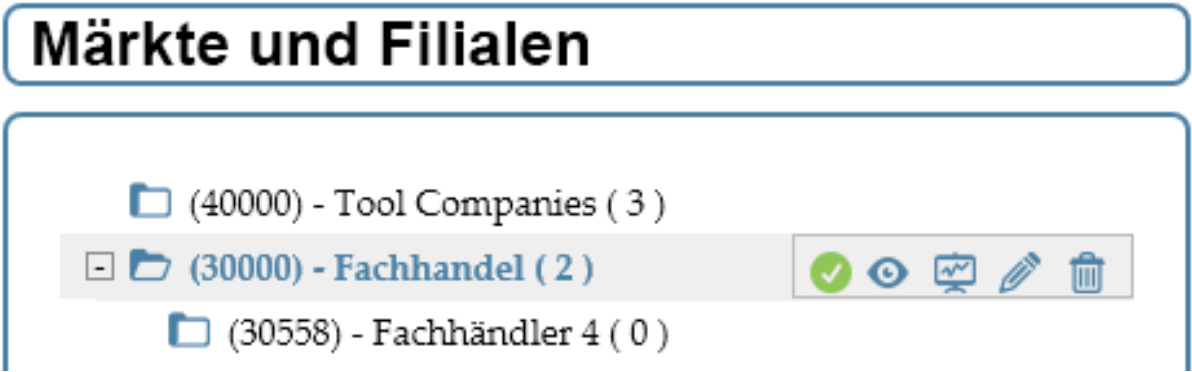 Märkte und Filialen
(40000) - Tool Companies ( 3 )
(30000) - Fachhandel ( 2 )
(30558) - Fachhändler 4 ( 0 )